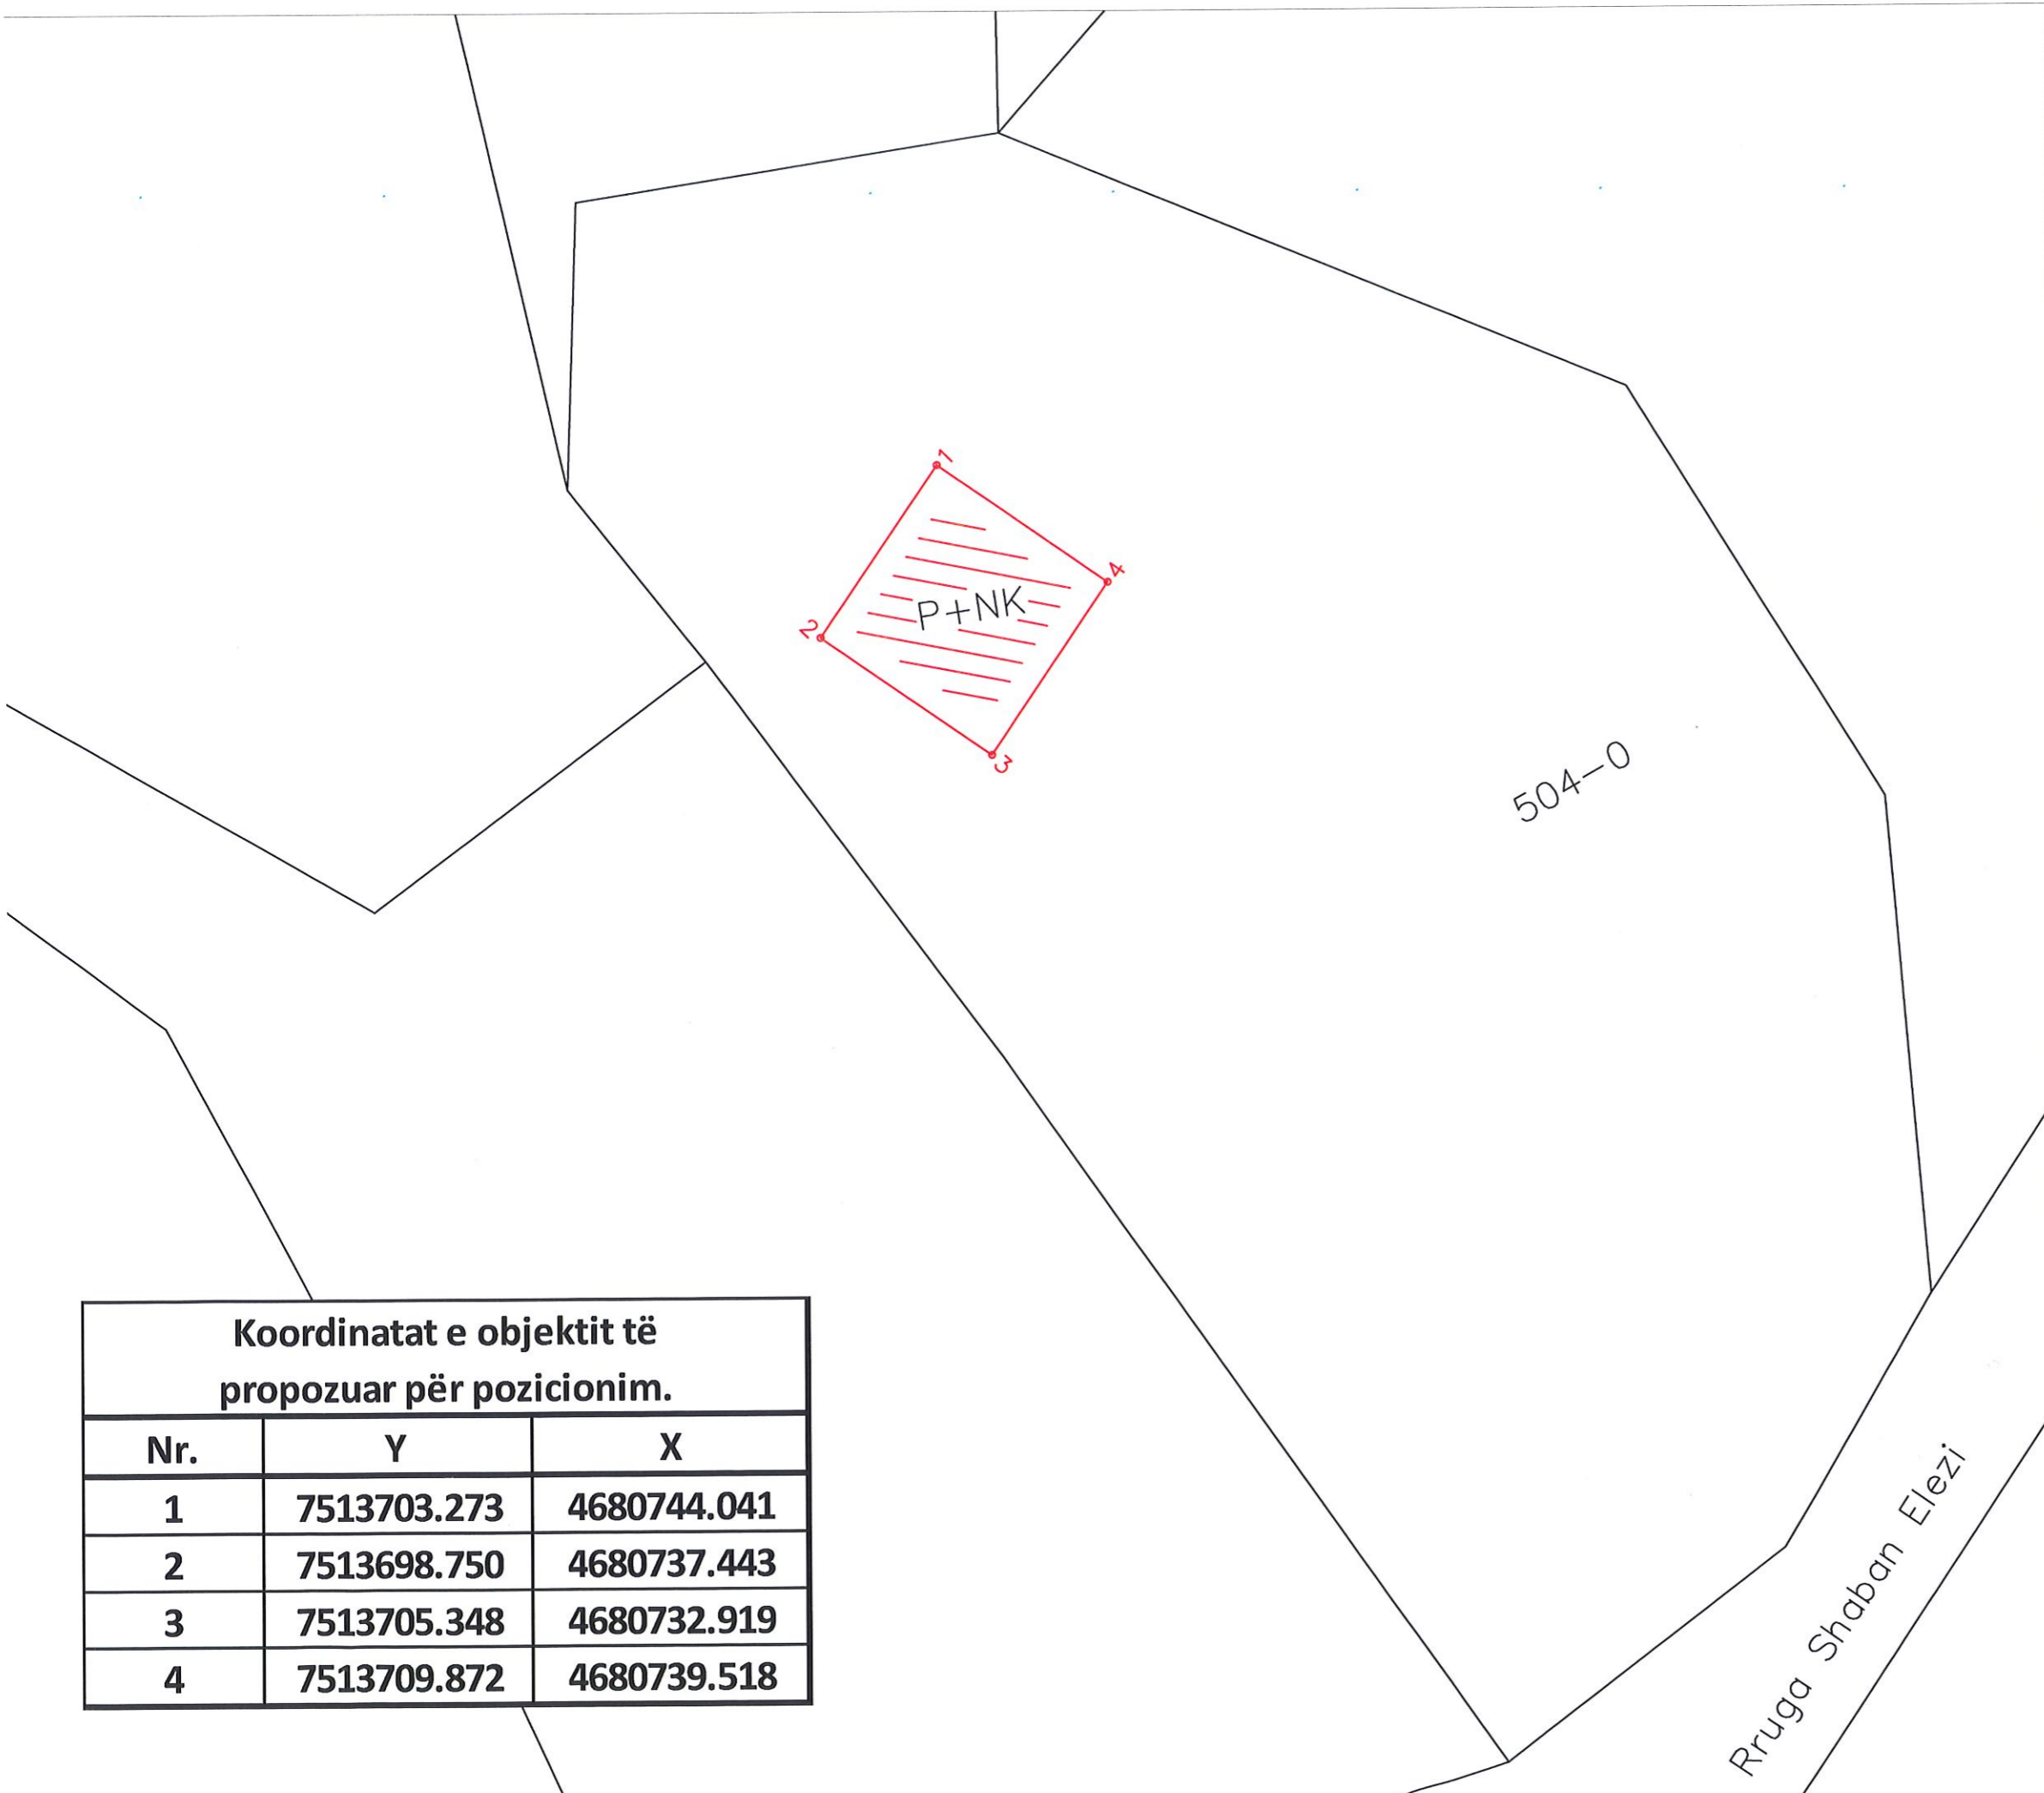 1
4
P+NK
2
3
504-0
Koordinatat e objektit të
propozuar për pozicionim.
Nr. Y X
1 7513703.273 4680744.041
2 7513698.750 4680737.443
3 7513705.348 4680732.919
4 7513709.872 4680739.518
Rruga Shaban Elezi